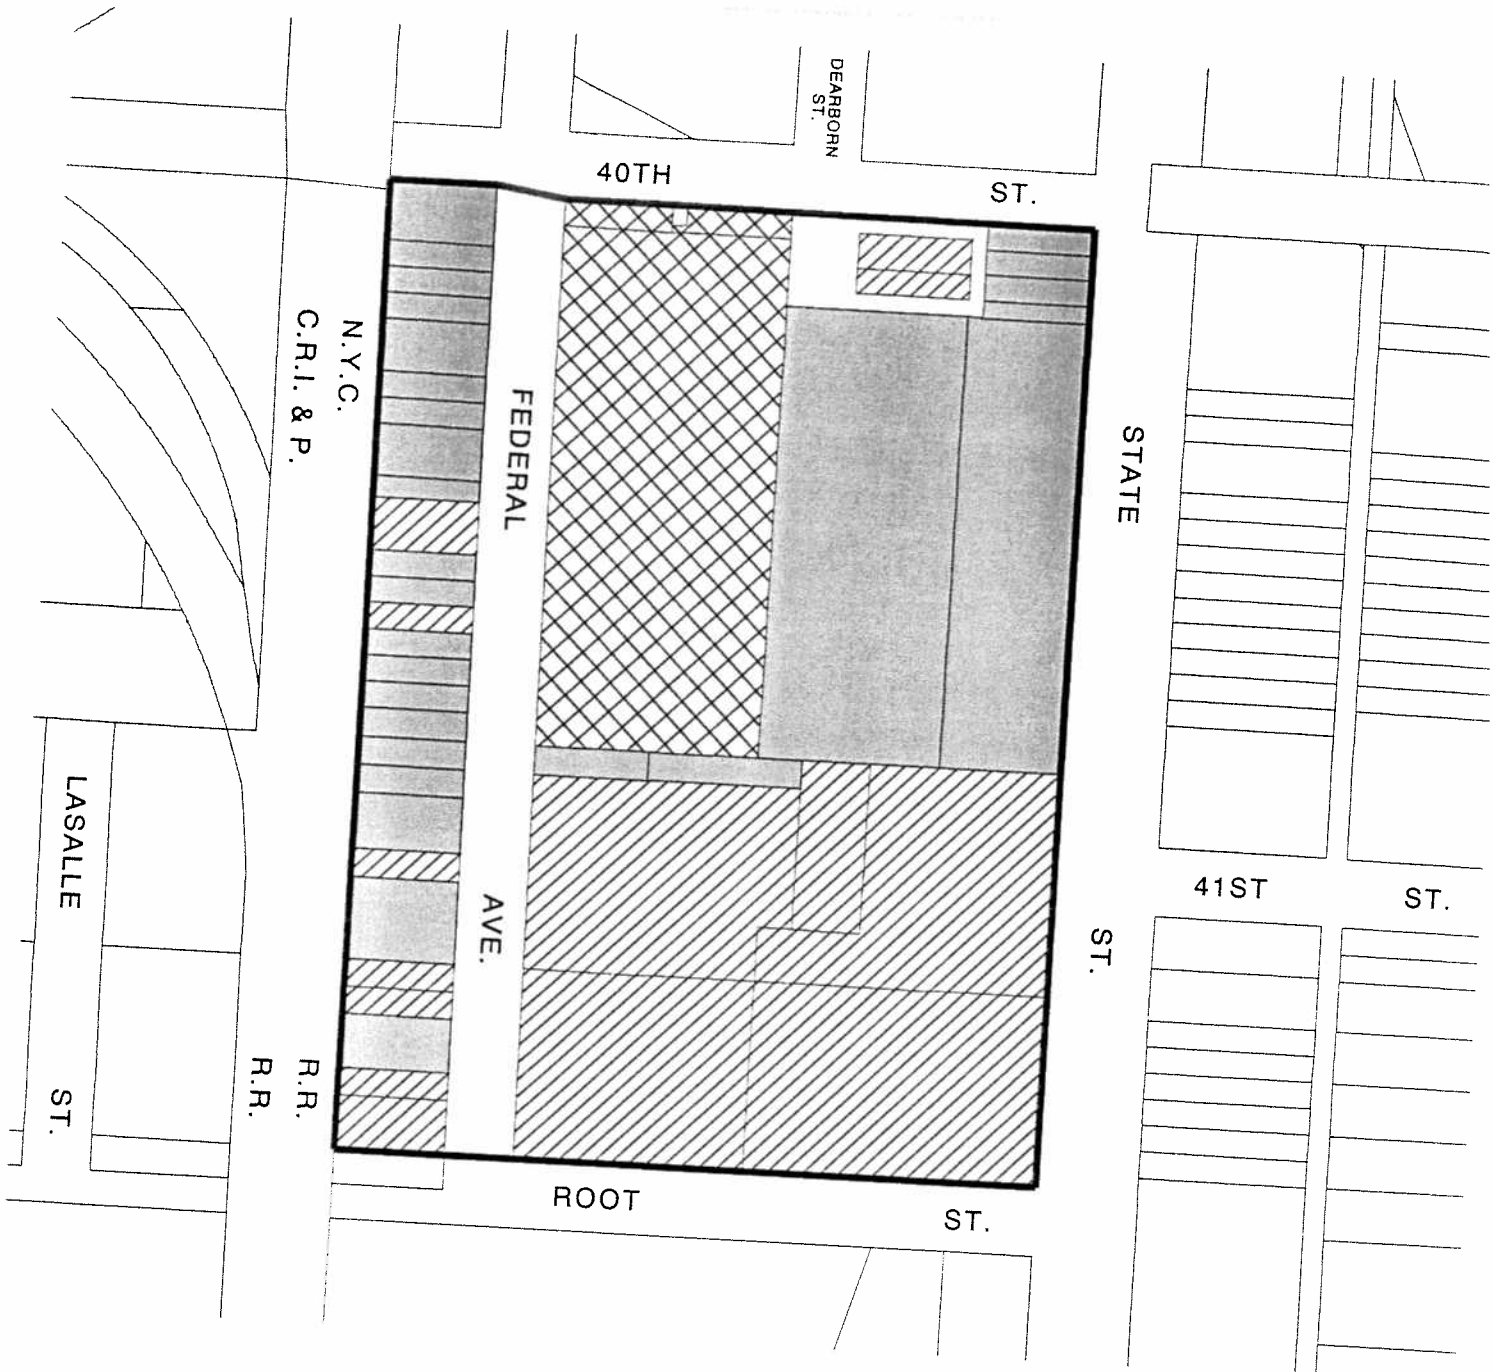 DEARBORN
ST.
40TH
ST.
N.Y.C.
C.R.I. & P.
FEDERAL
STATE
LASALLE
AVE.
41ST
ST.
ST.
R.R.
R.R.
ST.
ROOT
ST.